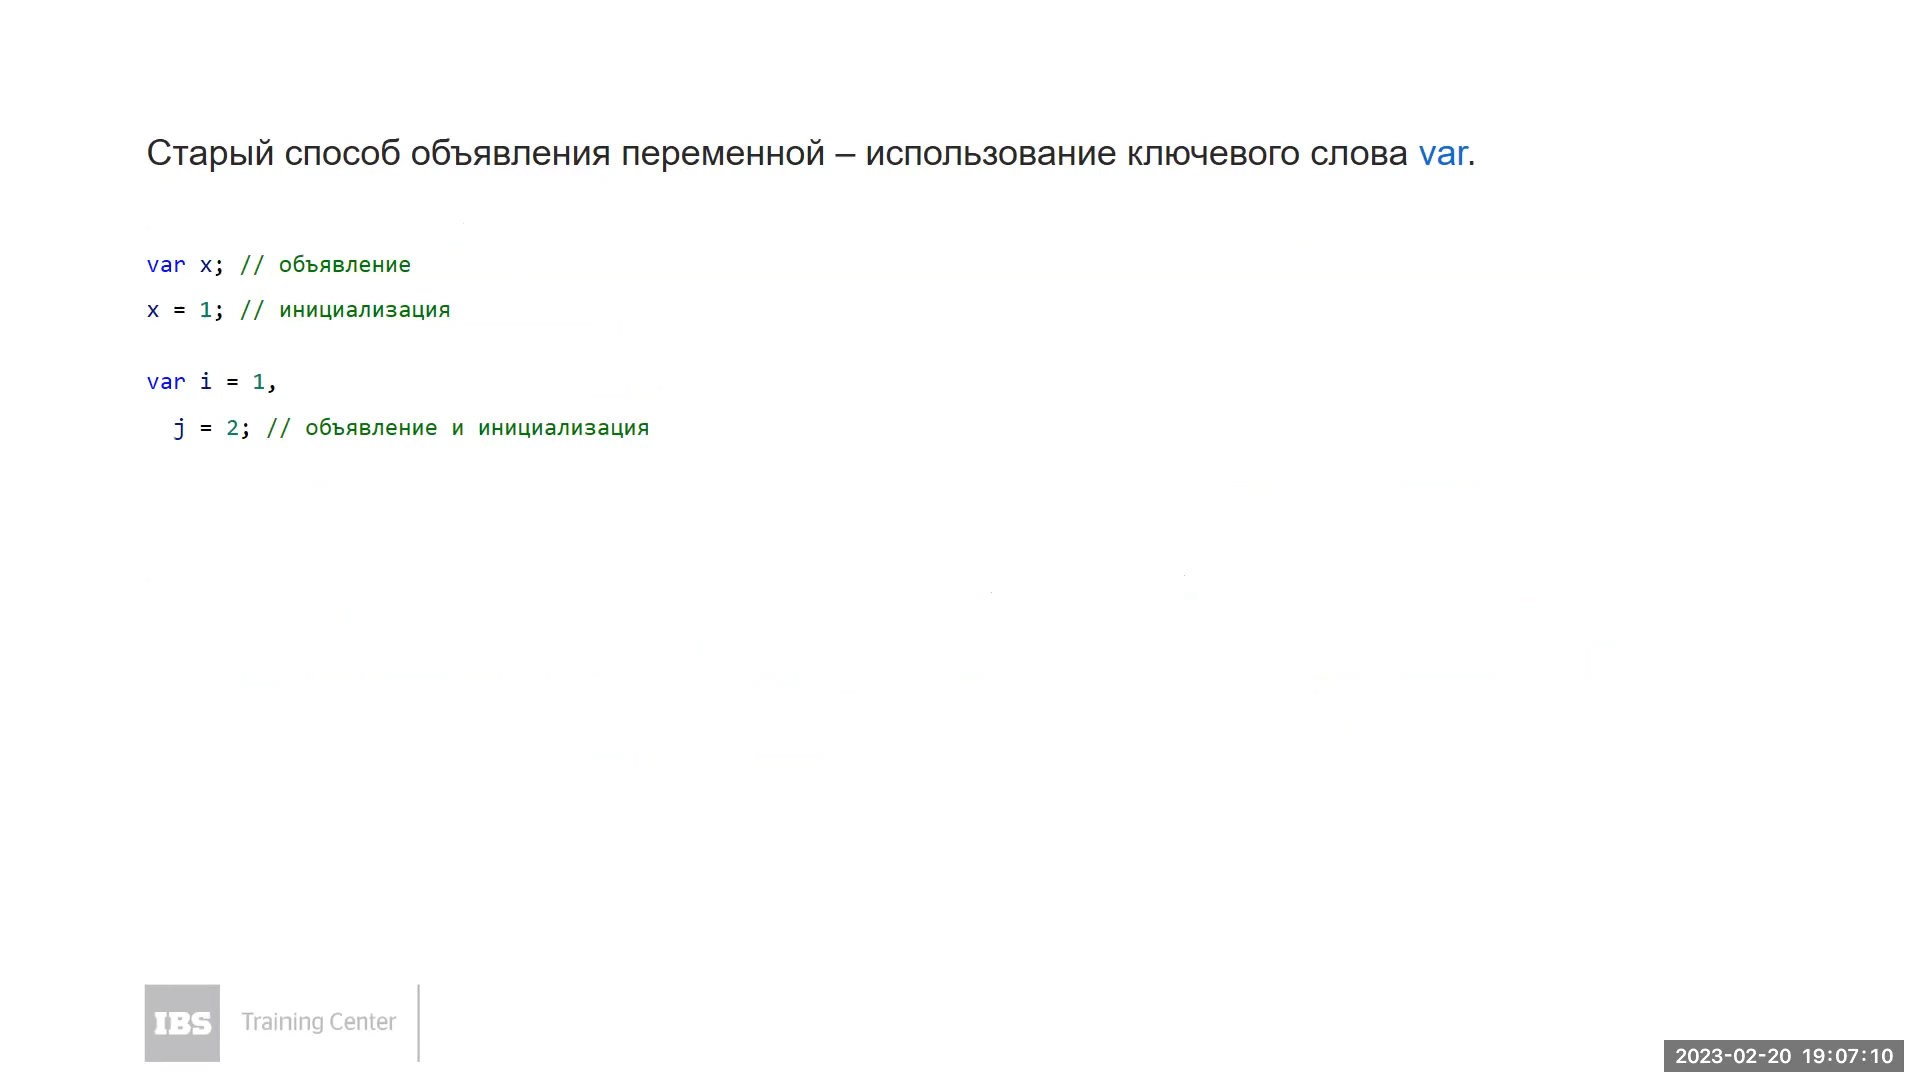 Старый способ объявления переменной – использование ключевого слова var.
var x; // объявление
x = 1; // инициализация
var i = 1,
  j = 2; // объявление и инициализация
IBS Training Center
2023-02-20 19:07:10